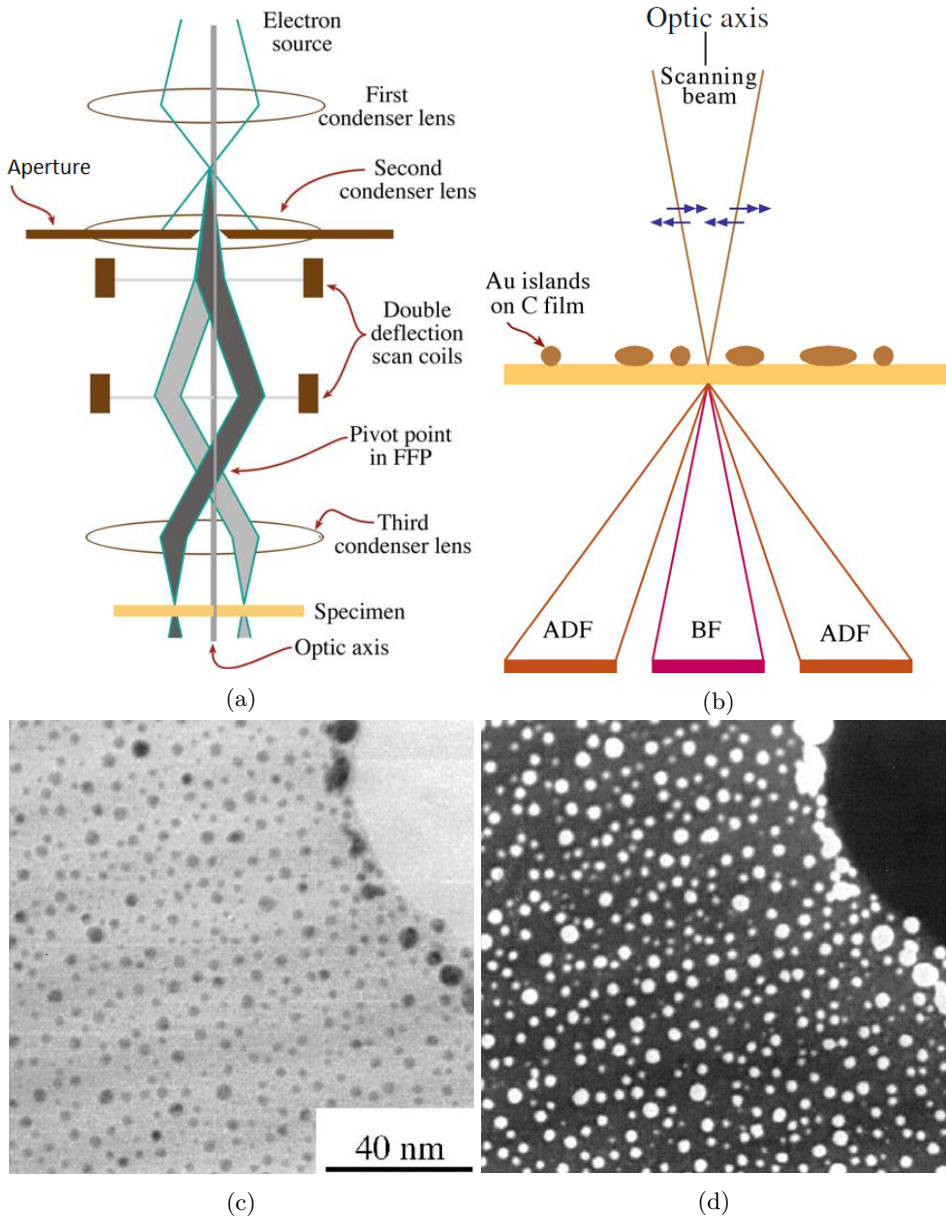 Electron
source
First
condenser lens
Aperture
Second
condenser lens
Double
deflection
scan coils
Pivot point
in FFP
Third
condenser lens
Specimen
Optic axis
(a)
Optic axis
Scanning
beam
Au islands
on C film
ADF
BF
ADF
(b)
40 nm
(c)
(d)